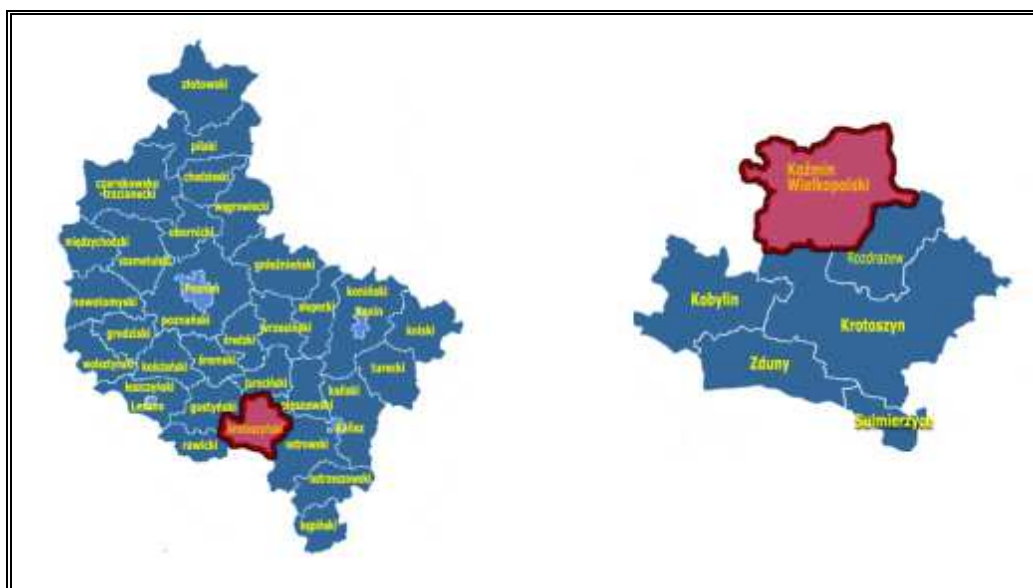 złotowski
pilski
chodzieski
czarnkowsko
trzcianecki
wągrowiecki
obornicki
międzychodzki
szamotulski
gnieźnieński
Poznań
koniński
nowotomyski
słupecki
Konin
poznański
wrzesiński
kolski
grodziski
średzki
wolsztyński
kościański
śremski
turecki
leszczyński
jarociński
kaliski
Leszno
gostyński
pleszewski
krotoszyński
Kalisz
rawicki
ostrowski
ostrzeszowski
kępiński
Koźmin
Wielkopolski
Rozdrażew
Kobylin
Krotoszyn
Zduny
Sulmierzyce